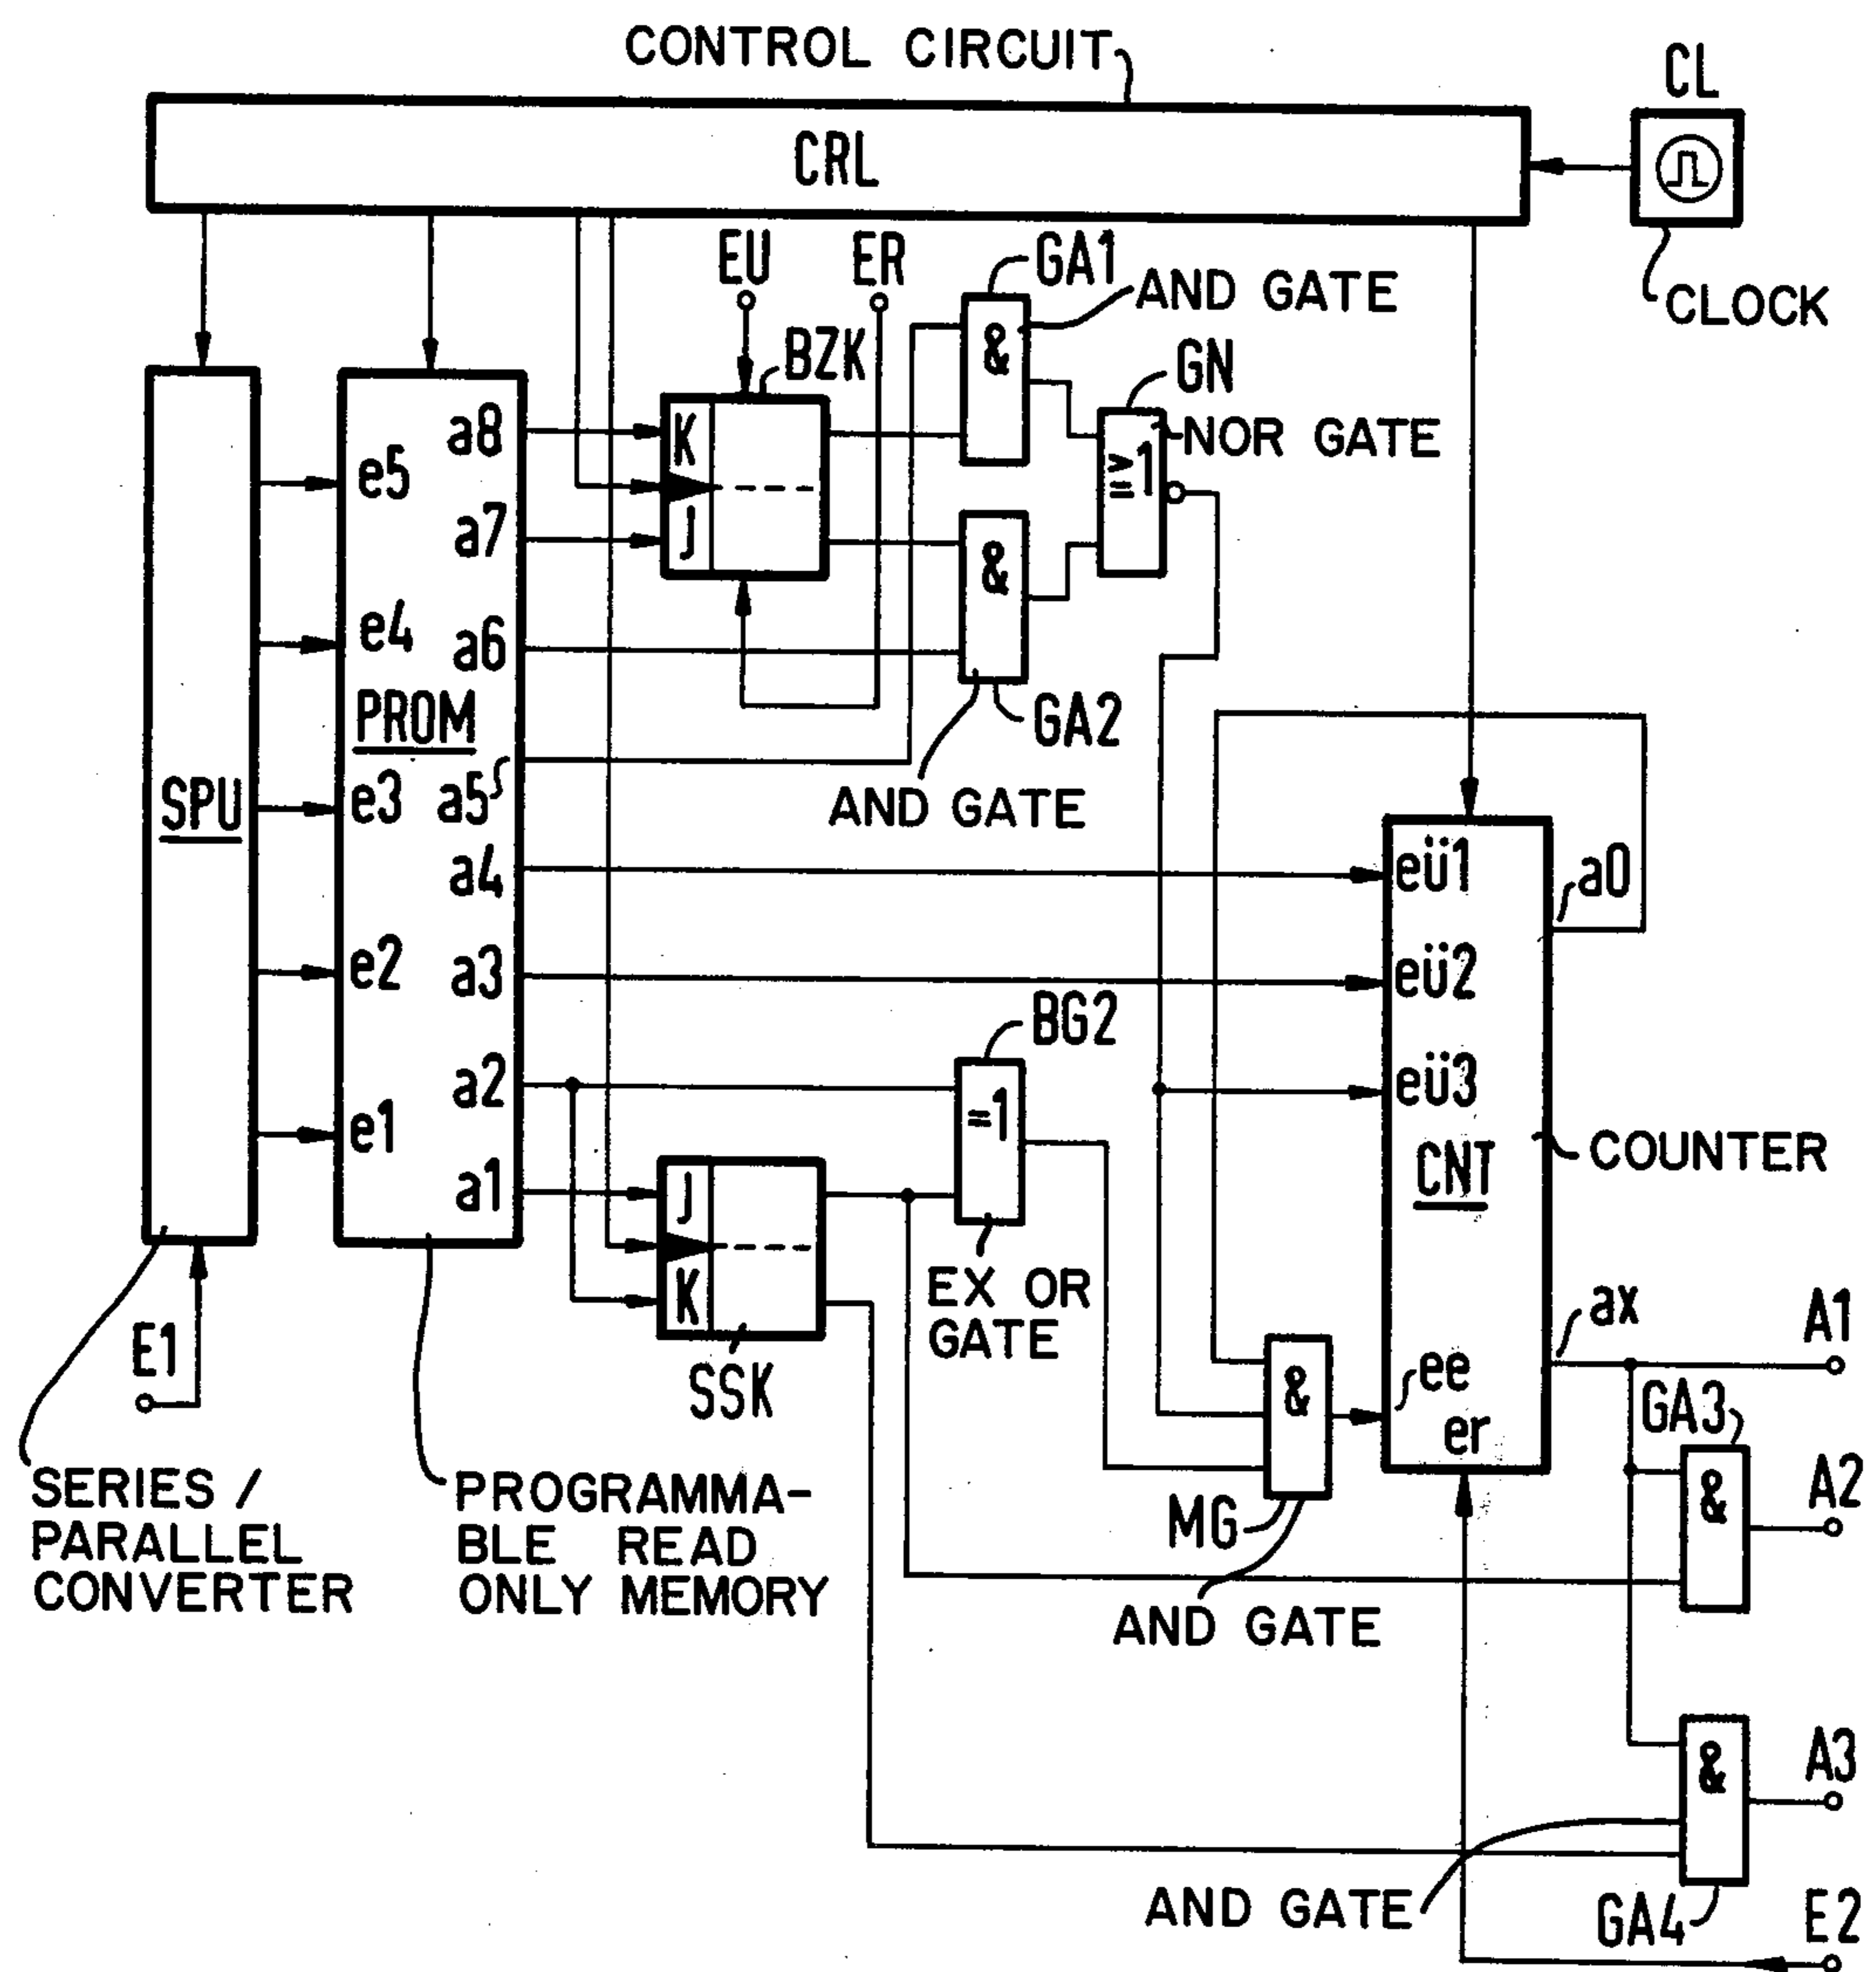 CONTROL CIRCUIT
CL
CRL
CLOCK
EU
ER
GA1
AND GATE
BZK
&
GN
NOR GATE
K
≥1
J
&
GA2
AND GATE
a8
e5
a7
e4
a6
PROM
SPU
e3
a5
a4
eü1
a0
e2
a3
eü2
BG2
a2
=1
eü3
e1
CNT
COUNTER
a1
J
K
EX OR
GATE
SSK
E1
ax
A1
&
ee
er
GA3
MG
&
A2
AND GATE
SERIES /
PARALLEL
CONVERTER
PROGRAMMA-
BLE READ
ONLY MEMORY
&
A3
AND GATE
GA4
E2